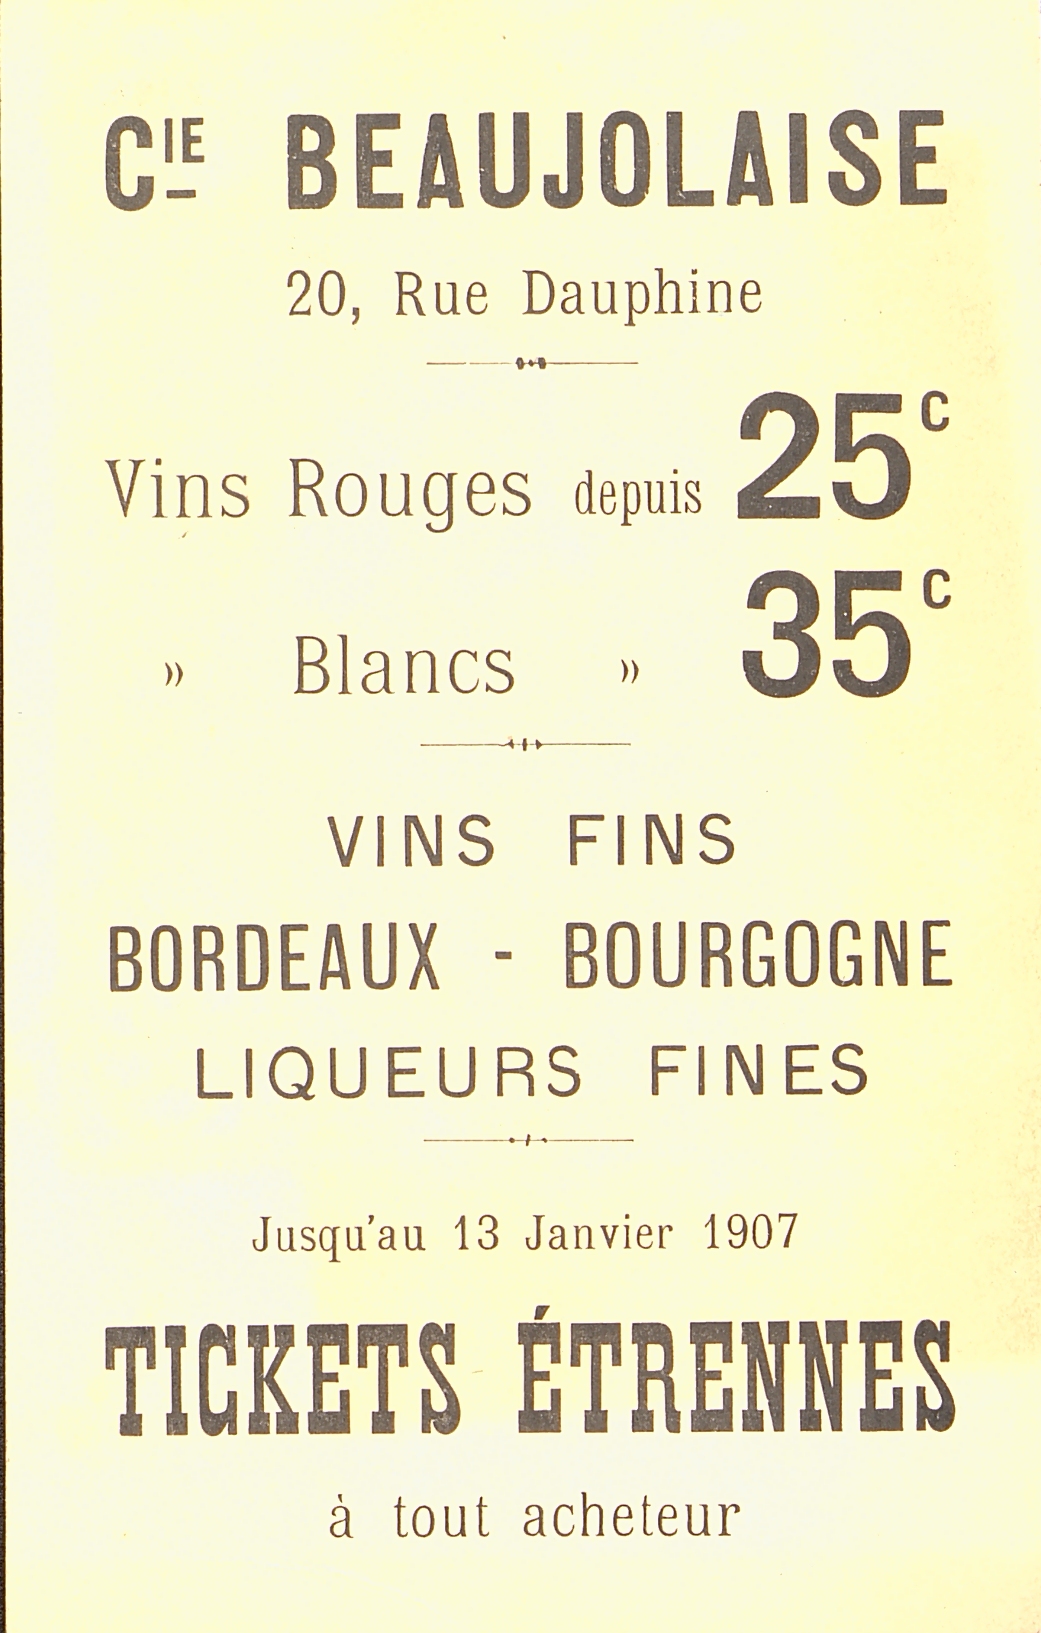 CIE BEAUJOLAISE
20, Rue Dauphine
Vins Rouges depuis 25c
» Blancs » 35c
VINS FINS
BORDEAUX - BOURGOGNE
LIQUEURS FINES
Jusqu'au 13 Janvier 1907
TICKETS ÉTRENNES
à tout acheteur